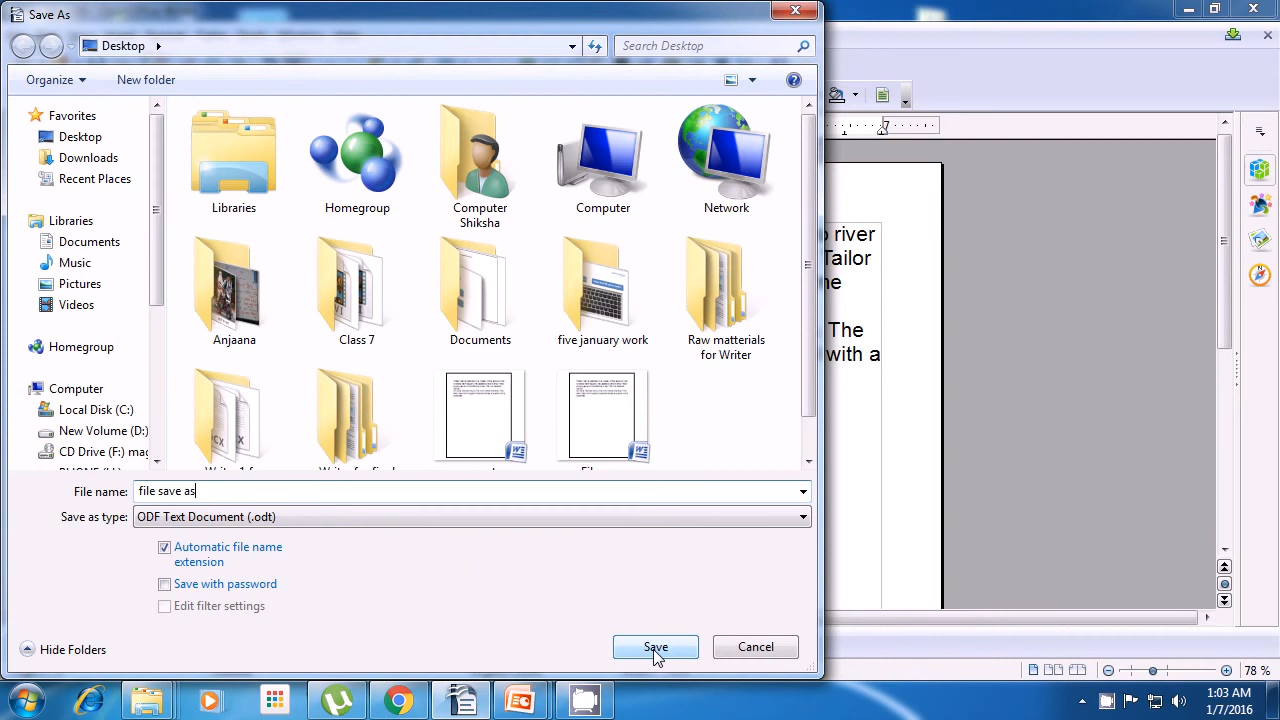 Save As
Desktop
Search Desktop
Organize
New folder
Favorites
Desktop
Downloads
Recent Places
Libraries
Documents
Music
Pictures
Videos
Homegroup
Computer
Local Disk (C:)
New Volume (D:)
CD Drive (F:) mag
Libraries
Homegroup
Computer
Shiksha
Computer
Network
Anjaana
Class 7
Documents
five january work
Raw matterials
for Writer
o river
Tailor
The
with a
7
File name: file save as
Save as type: ODF Text Document (.odt)
Automatic file name
extension
Save with password
Edit filter settings
Hide Folders
Save
Cancel
78 %
1:03 AM
1/7/2016